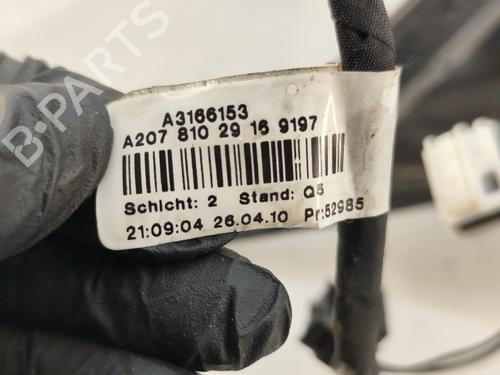 A3166153
A207 810 29 16 9197
Schicht: 2 Stand: Q5
21:09:04 26.04.10 Pr:52985
B-PARTS